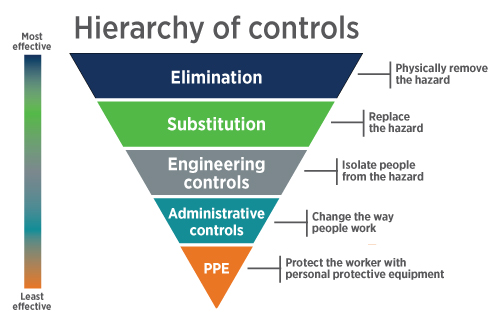 Hierarchy of controls
Most
effective
Elimination
Physically remove
the hazard
Substitution
Replace
the hazard
Engineering
controls
Isolate people
from the hazard
Administrative
controls
Change the way
people work
PPE
Protect the worker with
personal protective equipment
Least
effective